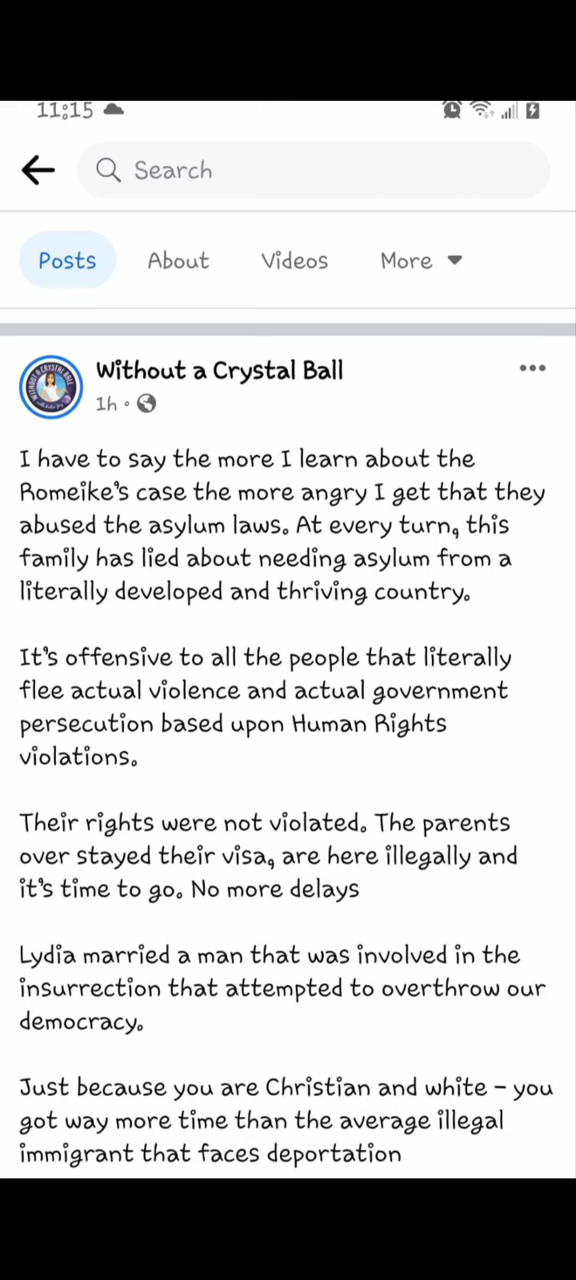 11:15
Search
Posts About Videos More
WITHOUT A CRYSTAL BALL
Without a Crystal Ball
1h
I have to say the more I learn about the
Romeike's case the more angry I get that they
abused the asylum laws. At every turn, this
family has lied about needing asylum from a
literally developed and thriving country.
It's offensive to all the people that literally
flee actual violence and actual government
persecution based upon Human Rights
violations.
Their rights were not violated. The parents
over stayed their visa, are here illegally and
it's time to go. No more delays
Lydia married a man that was involved in the
insurrection that attempted to overthrow our
democracy.
Just because you are Christian and white - you
got way more time than the average illegal
immigrant that faces deportation